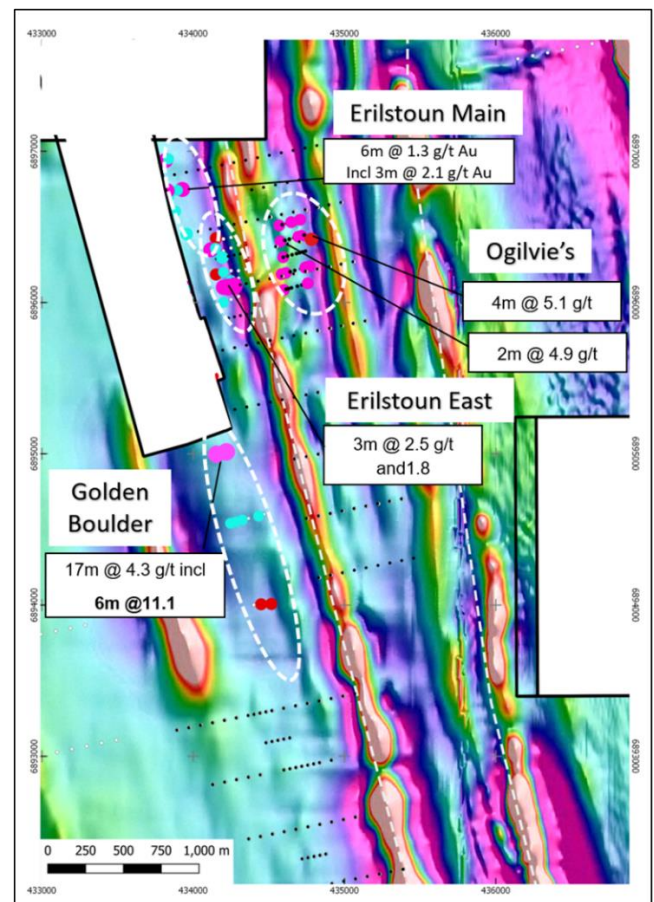 433000 434000 435000 436000
6897000 6897000
6896000 6896000
6895000 6895000
6894000 6894000
6893000 6893000
Erilstoun Main
6m @ 1.3 g/t Au
Incl 3m @ 2.1 g/t Au
Ogilvie's
4m @ 5.1 g/t
2m @ 4.9 g/t
Erilstoun East
3m @ 2.5 g/t
and1.8
Golden
Boulder
17m @ 4.3 g/t incl
6m @11.1
0 250 500 750 1,000 m
433000 434000 435000 436000